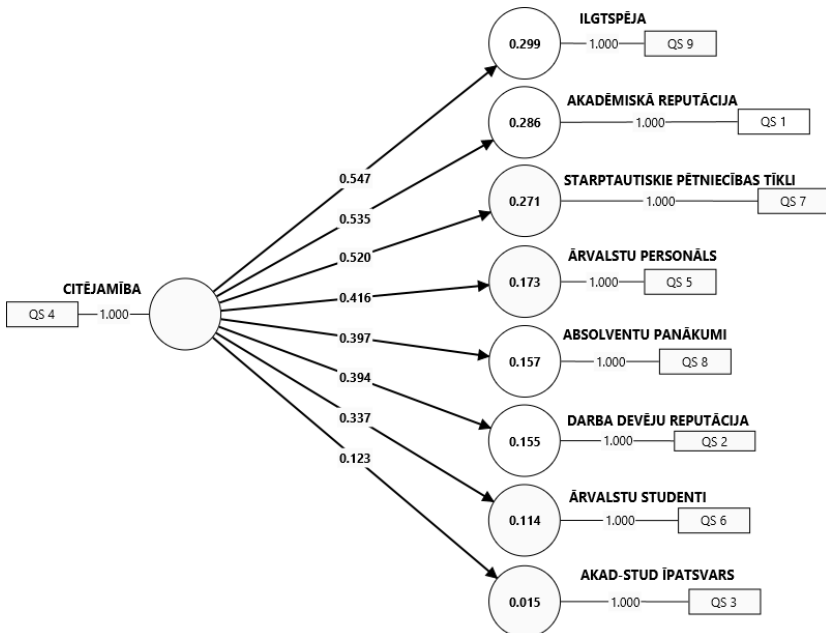 ILGTSPĒJA
0.299
1.000
QS 9
AKADĒMISKĀ REPUTĀCIJA
0.286
1.000
QS 1
STARPTAUTISKIE PĒTNIECĪBAS TĪKLI
0.271
1.000
QS 7
0.547
0.535
0.520
ĀRVALSTU PERSONĀLS
0.173
1.000
QS 5
CITĒJAMĪBA
QS 4
1.000
0.416
0.397
0.394
0.337
0.123
ABSOLVENTU PANĀKUMI
0.157
1.000
QS 8
DARBA DEVĒJU REPUTĀCIJA
0.155
1.000
QS 2
ĀRVALSTU STUDENTI
0.114
1.000
QS 6
AKAD-STUD ĪPATSVARS
0.015
1.000
QS 3